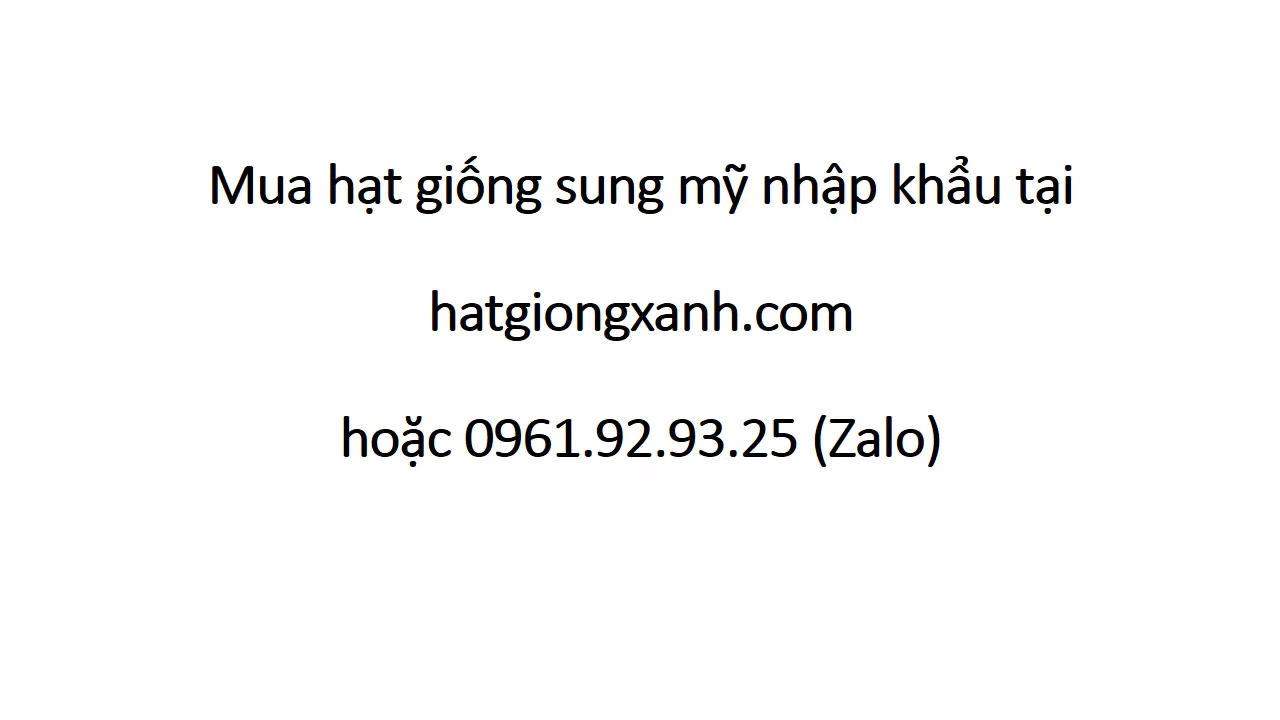 Mua hạt giống sung mỹ nhập khẩu tại
hatgiongxanh.com
hoặc 0961.92.93.25 (Zalo)